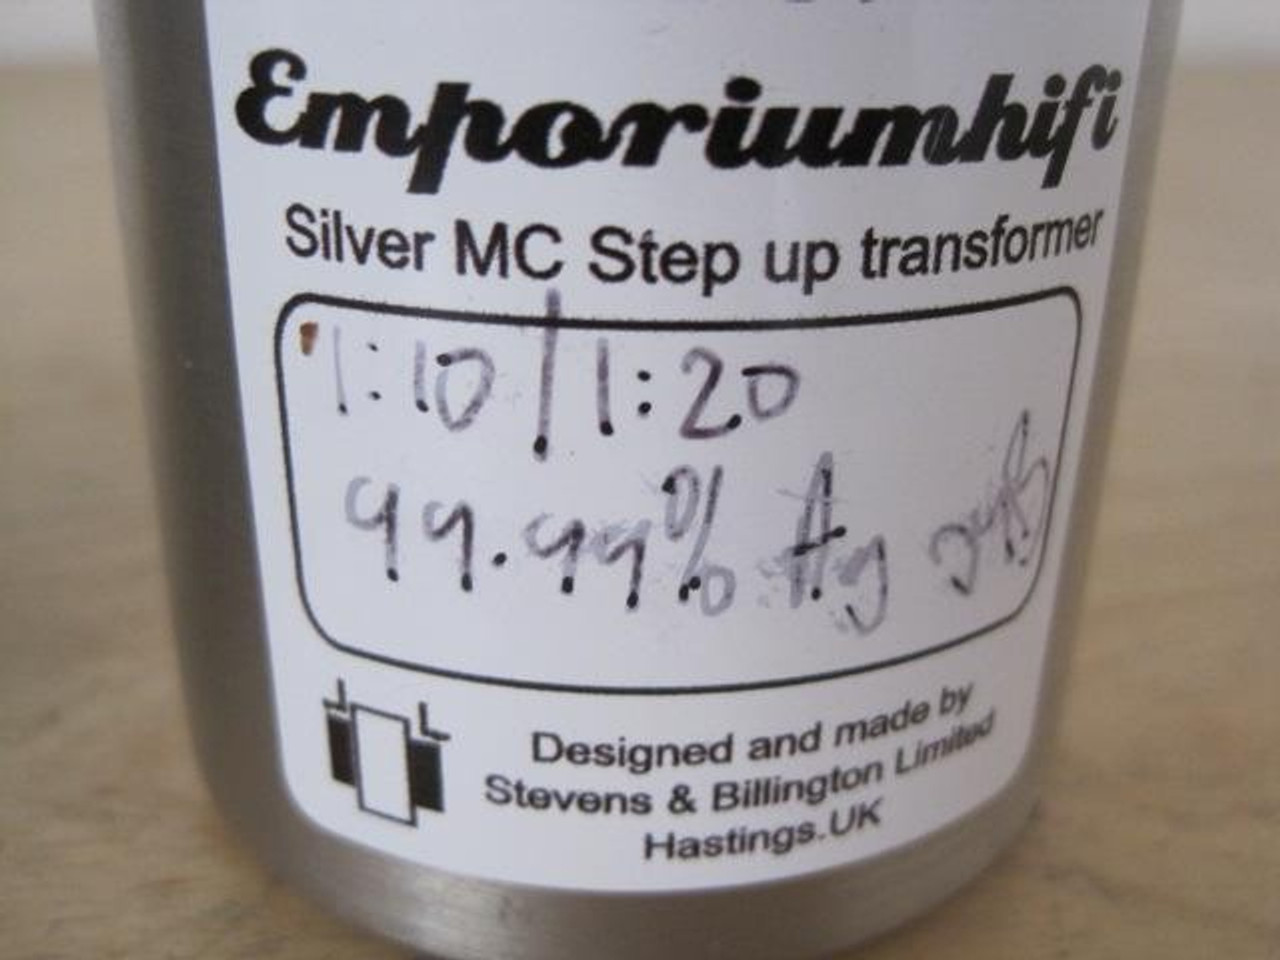 Emporiumhifi
Silver MC Step up transformer
1:10/1:20
99.99% Ag
Designed and made by
Stevens & Billington Limited
Hastings.UK